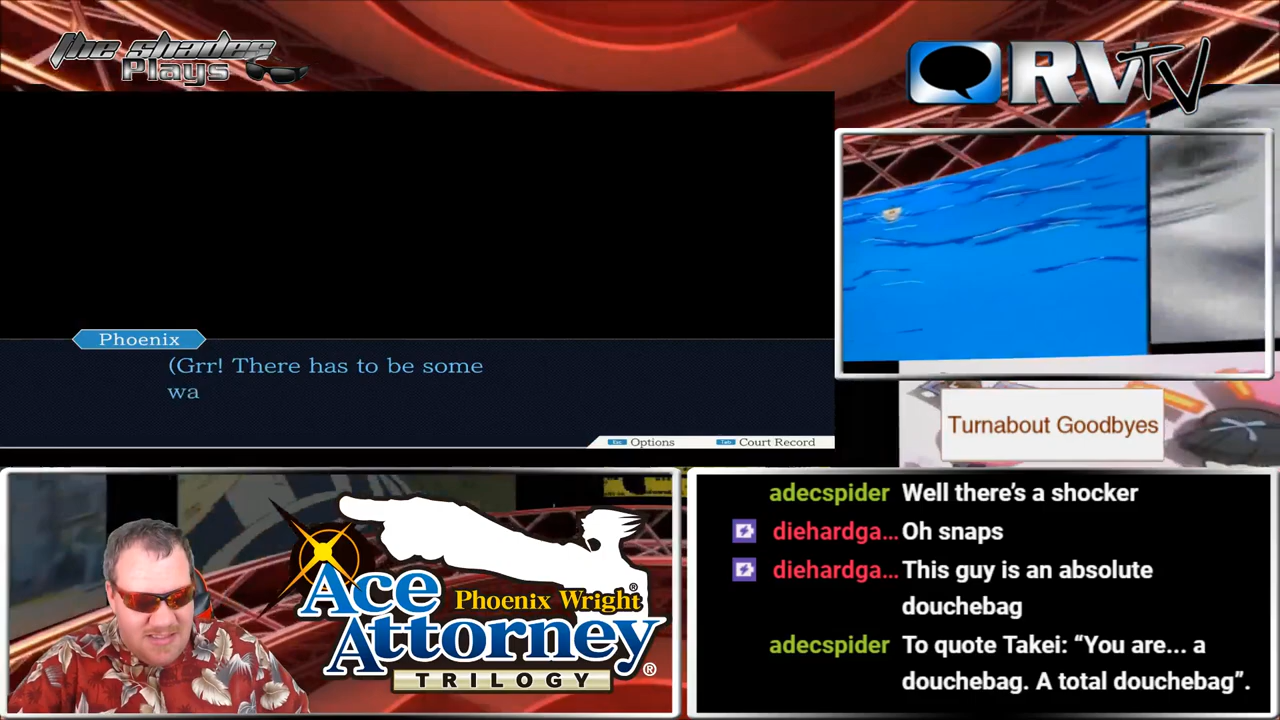 The Shades
Plays
RVTV
Phoenix
(Grr! There has to be some
wa
Esc Options
Tab Court Record
Turnabout Goodbyes
Phoenix Wright
Ace
Attorney
TRILOGY
adecspider Well there's a shocker
diehardga... Oh snaps
diehardga... This guy is an absolute
douchebag
adecspider To quote Takei: “You are... a
douchebag. A total douchebag”.